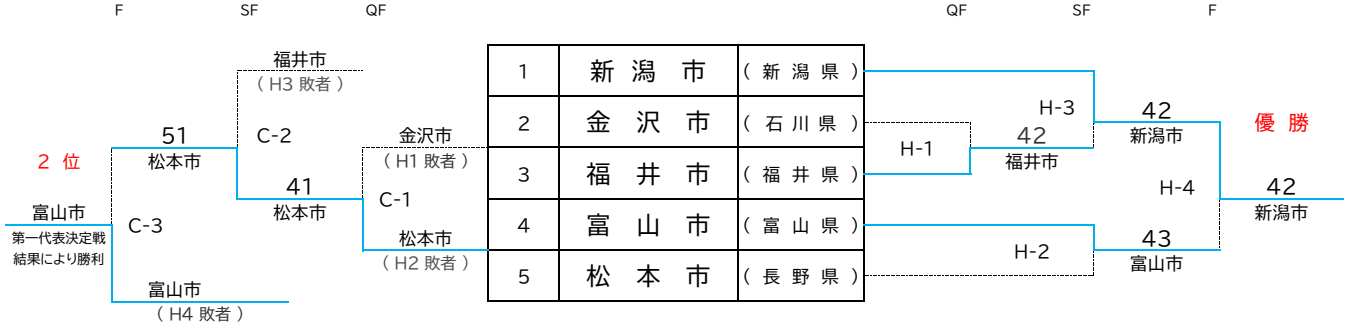 F SF QF QF SF F
福井市
( H3 敗者 )
1 新潟市 ( 新潟県 )
C-2
51
松本市
金沢市
( H1 敗者 )
2 金沢市 ( 石川県 )
H-3
42
新潟市
優勝
2 位
41
松本市
C-1
3 福井市 ( 福井県 )
H-1
42
福井市
H-4
42
新潟市
富山市
第一代表決定戦
結果により勝利
C-3
松本市
( H2 敗者 )
4 富山市 ( 富山県 )
H-2
43
富山市
富山市
( H4 敗者 )
5 松本市 ( 長野県 )